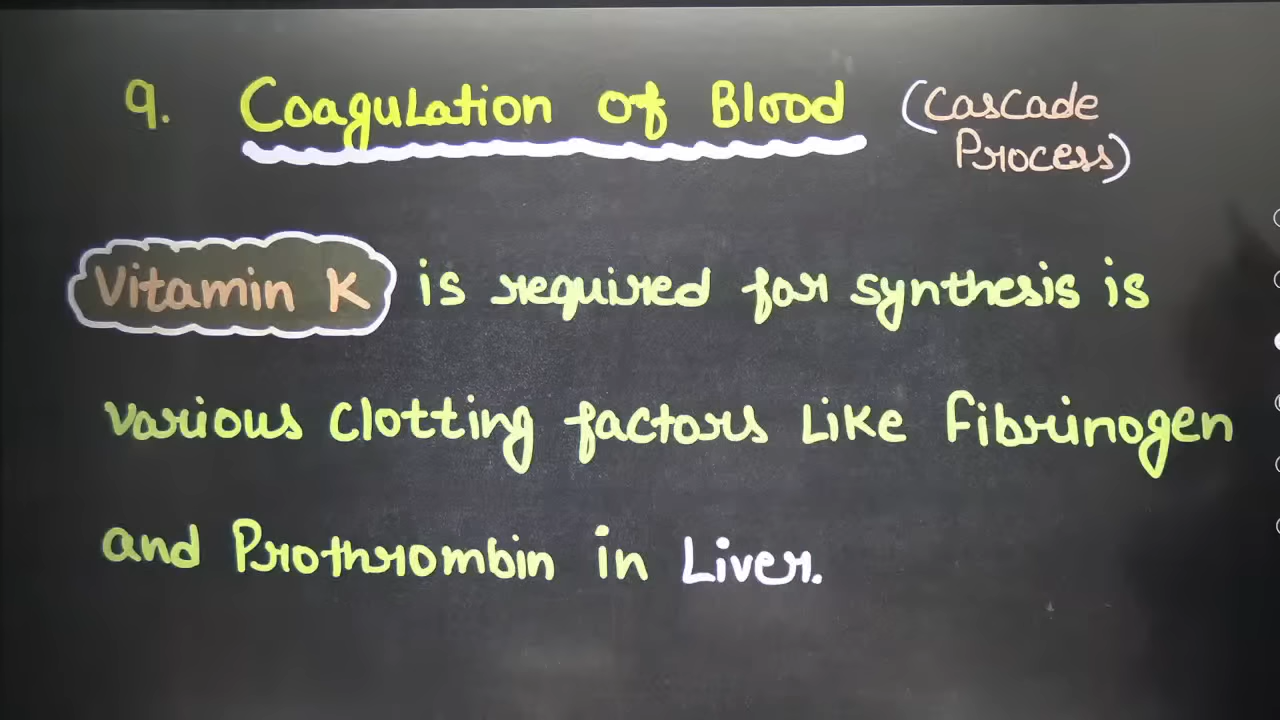 9. Coagulation of Blood (Cascade Process)
Vitamin K is required for synthesis is
various clotting factors like fibrinogen
and Prothrombin in Liver.